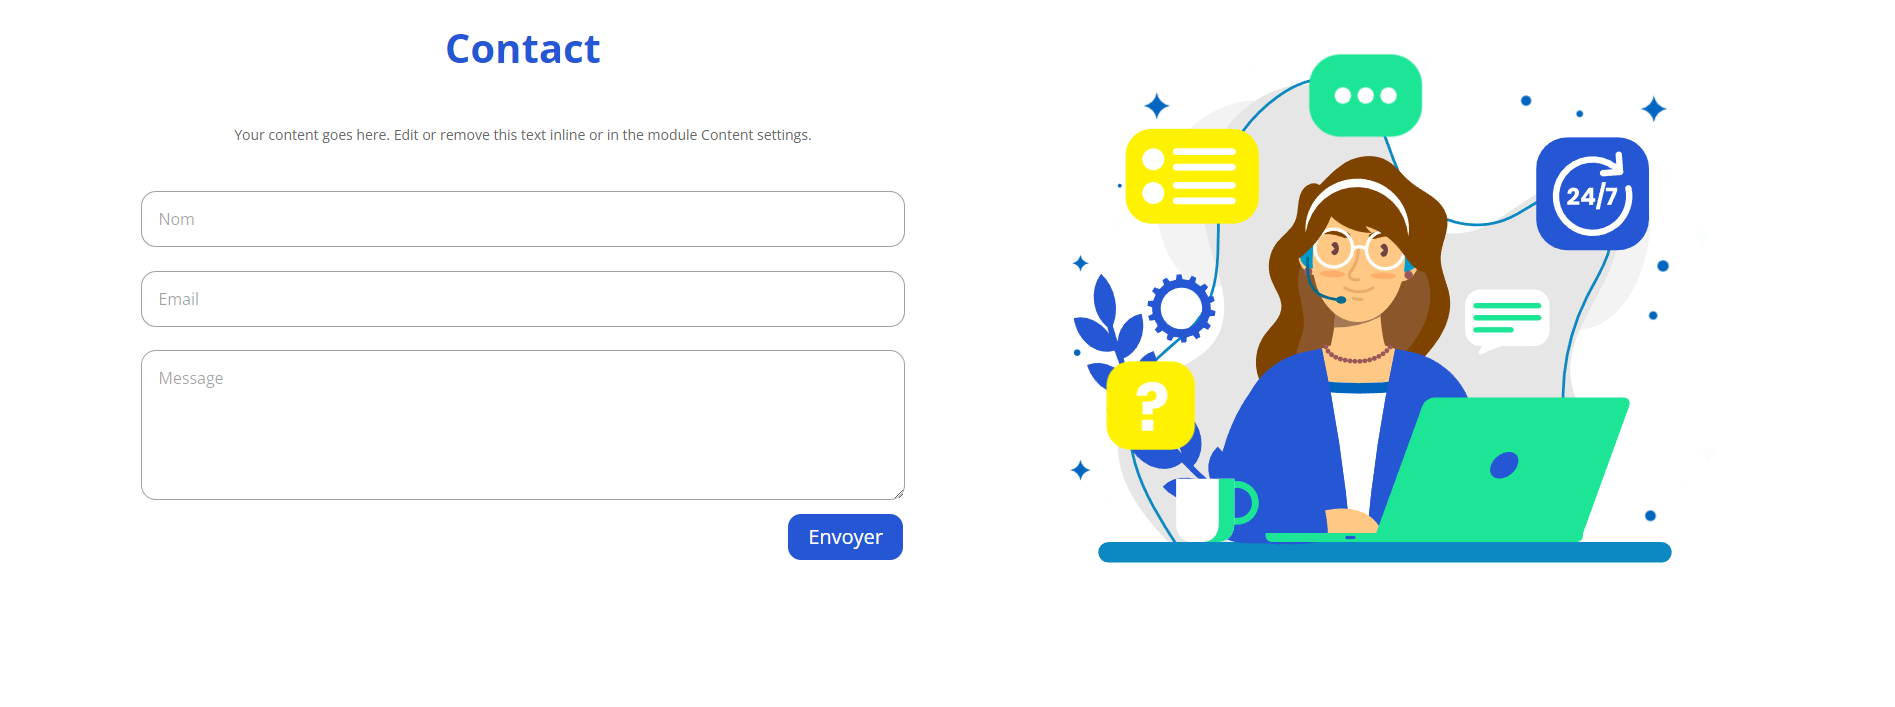 Contact
Your content goes here. Edit or remove this text inline or in the module Content settings.
Nom
Email
Message
Envoyer
24/7
?